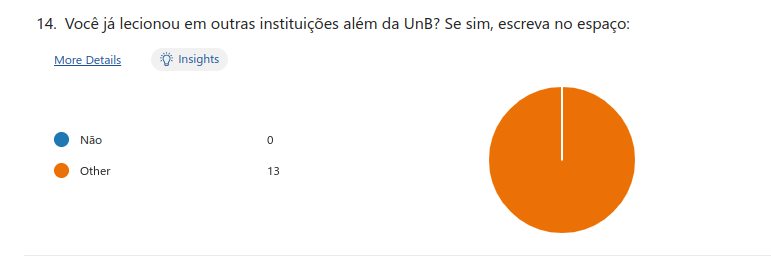 14. Você já lecionou em outras instituições além da UnB? Se sim, escreva no espaço:
More Details
Insights
Não 0
Other 13